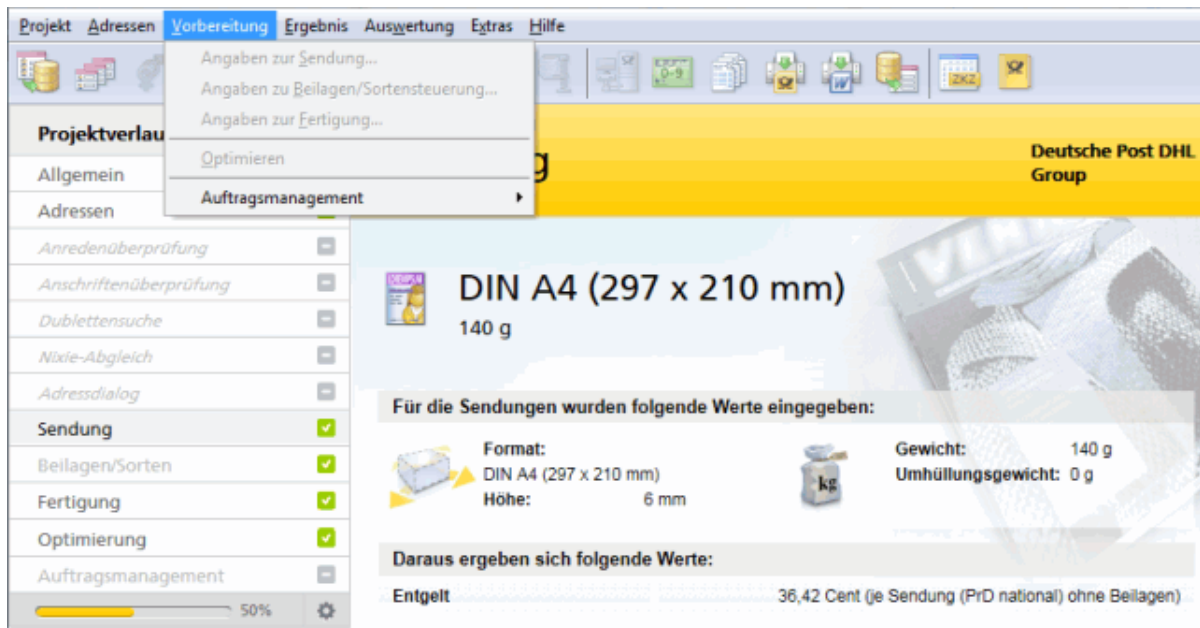 Projekt Adressen Vorbereitung Ergebnis Auswertung Extras Hilfe
Angaben zur Sendung...
Angaben zu Beilagen/Sortensteuerung...
Angaben zur Fertigung...
Optimieren
Auftragsmanagement
0-9
ZKZ
W
Projektverlau
Allgemein
Adressen
Anredenüberprüfung
Anschriftenüberprüfung
Dublettensuche
Nixie-Abgleich
Adressdialog
Sendung
Beilagen/Sorten
Fertigung
Optimierung
Auftragsmanagement
50%
g
Deutsche Post DHL
Group
DIN A4 (297 x 210 mm)
140 g
Für die Sendungen wurden folgende Werte eingegeben:
Format:
DIN A4 (297 x 210 mm)
Höhe: 6 mm
kg
Gewicht: 140 g
Umhüllungsgewicht: 0 g
Daraus ergeben sich folgende Werte:
Entgelt 36,42 Cent (je Sendung (PrD national) ohne Beilagen)